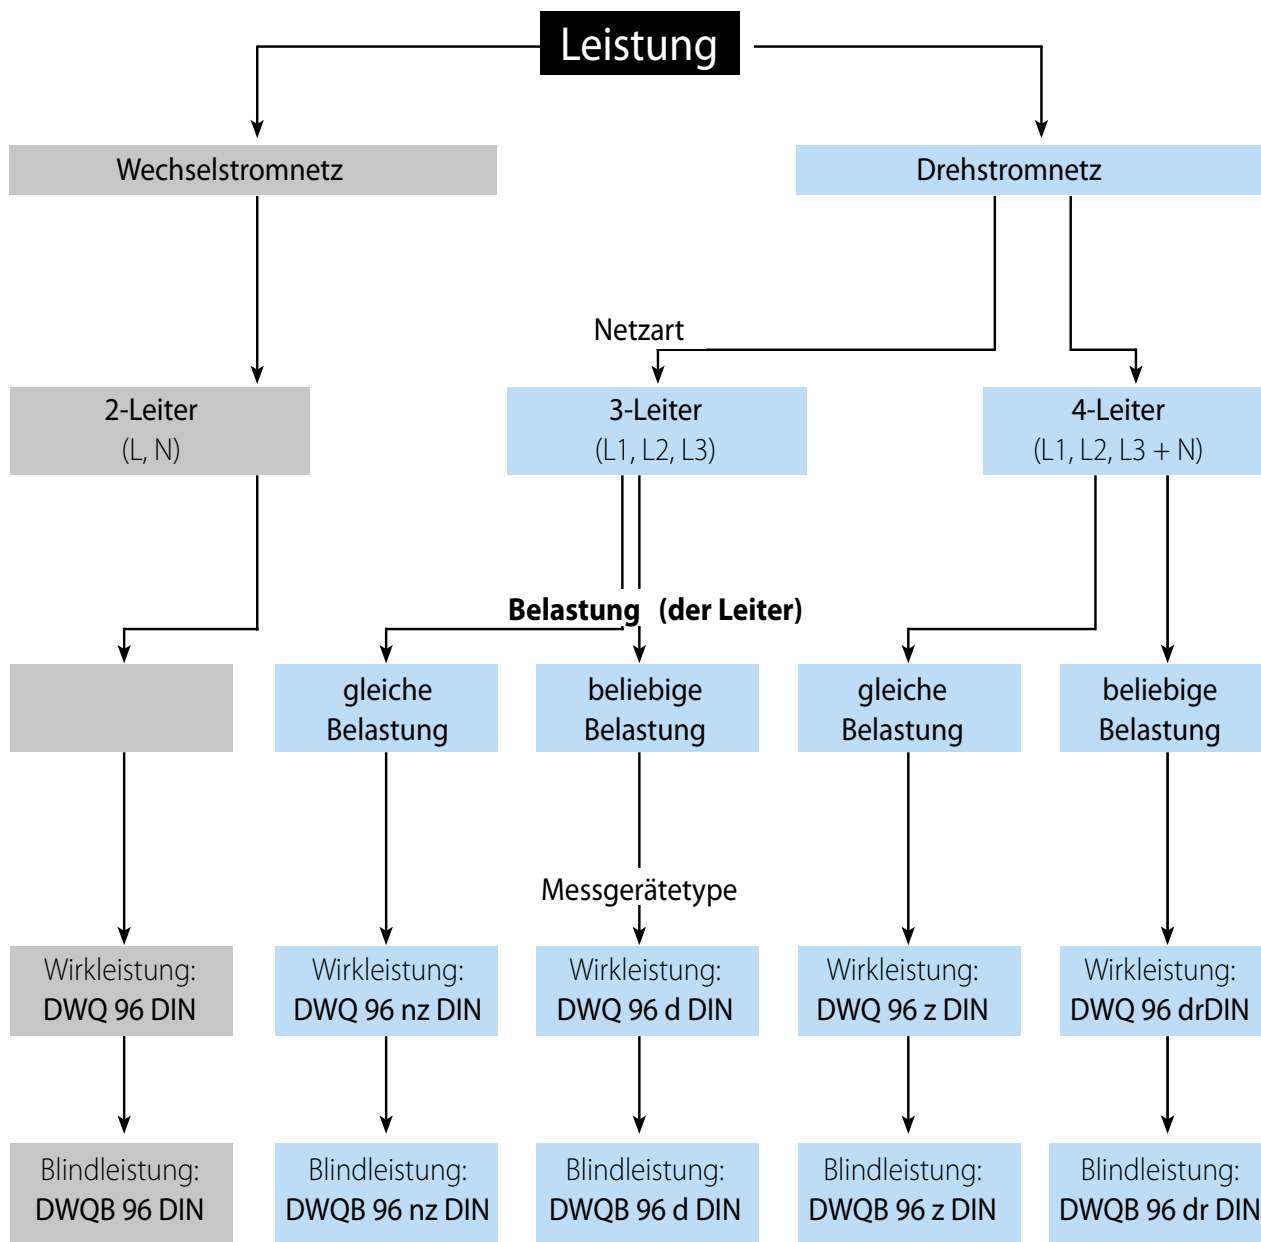 Leistung
Wechselstromnetz
Drehstromnetz
Netzart
2-Leiter
(L, N)
3-Leiter
(L1, L2, L3)
4-Leiter
(L1, L2, L3 + N)
Belastung (der Leiter)
gleiche
Belastung
beliebige
Belastung
gleiche
Belastung
beliebige
Belastung
Messgerätetype
Wirkleistung:
DWQ 96 DIN
Wirkleistung:
DWQ 96 nz DIN
Wirkleistung:
DWQ 96 d DIN
Wirkleistung:
DWQ 96 z DIN
Wirkleistung:
DWQ 96 drDIN
Blindleistung:
DWQB 96 DIN
Blindleistung:
DWQB 96 nz DIN
Blindleistung:
DWQB 96 d DIN
Blindleistung:
DWQB 96 z DIN
Blindleistung:
DWQB 96 dr DIN